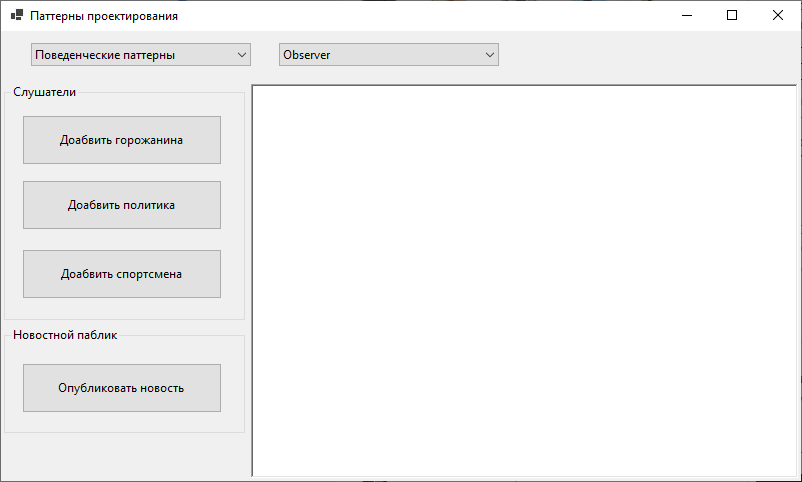 Паттерны проектирования
Поведенческие паттерны
Observer
Слушатели
Доабвить горожанина
Доабвить политика
Доабвить спортсмена
Новостной паблик
Опубликовать новость